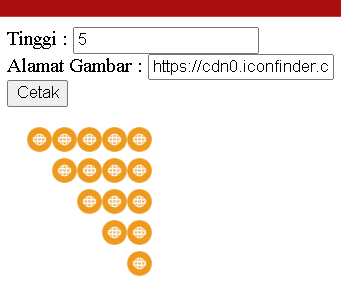 Tinggi : 5
Alamat Gambar : https://cdn0.iconfinder.c
Cetak